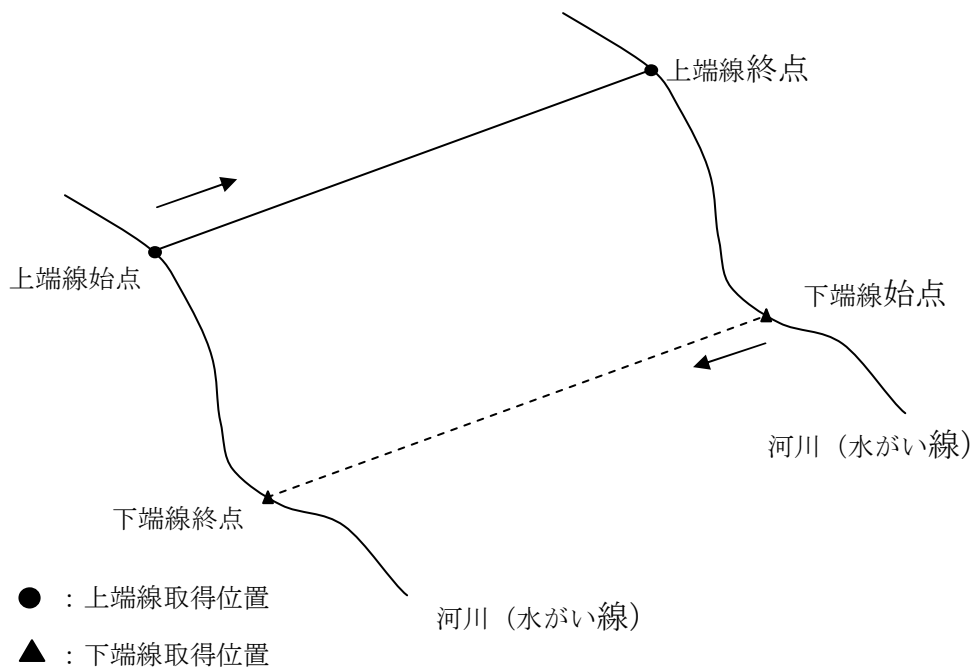 上端線終点
上端線始点
下端線始点
河川（水がい線）
下端線終点
河川（水がい線）
● ：上端線取得位置
▲ ：下端線取得位置